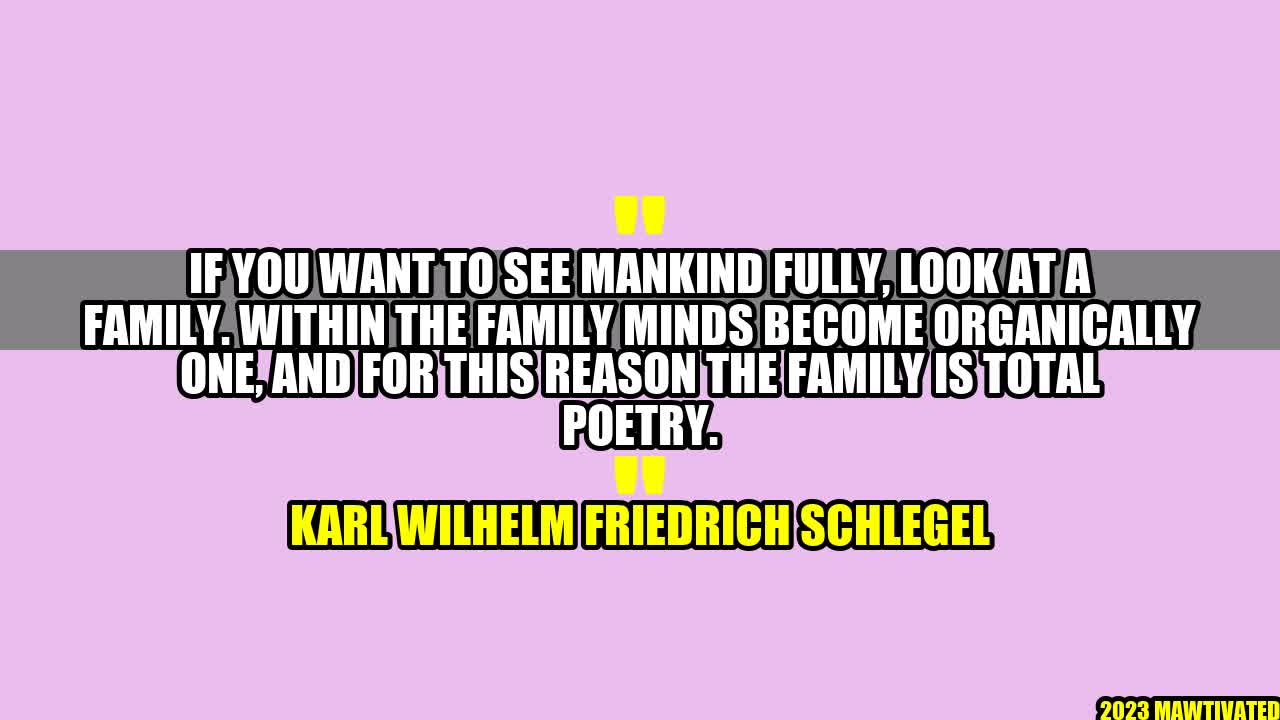 "
IF YOU WANT TO SEE MANKIND FULLY, LOOK AT A
FAMILY. WITHIN THE FAMILY MINDS BECOME ORGANICALLY
ONE, AND FOR THIS REASON THE FAMILY IS TOTAL
POETRY.
"
KARL WILHELM FRIEDRICH SCHLEGEL
2023 MAWTIVATED